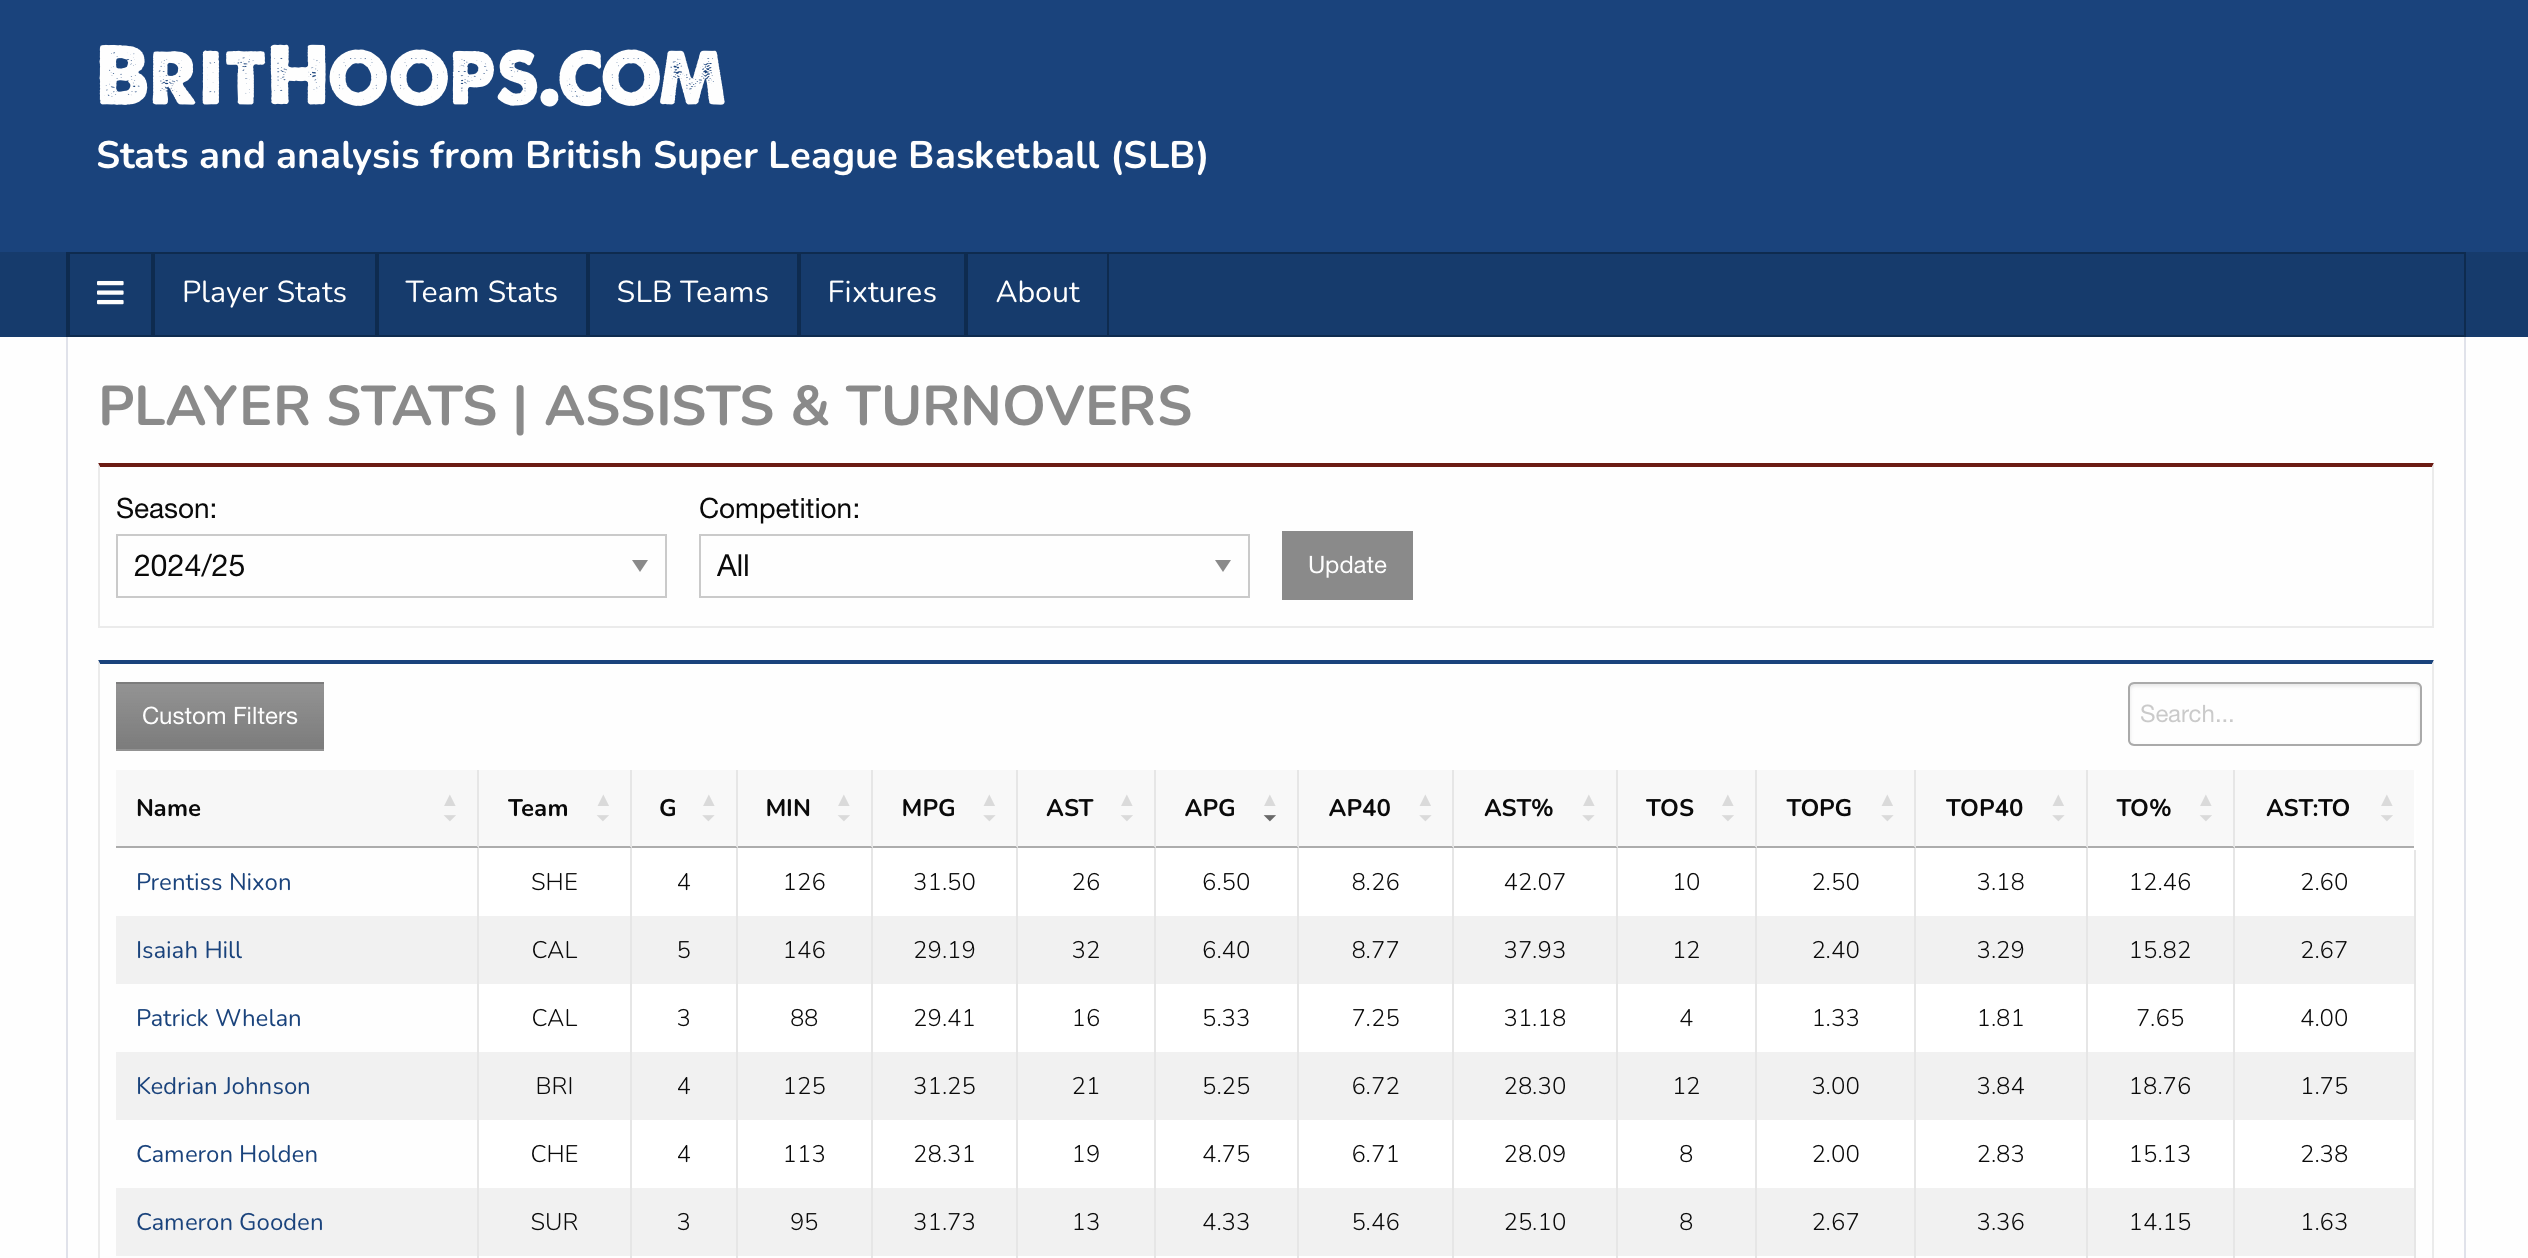 BritHoops.com
Stats and analysis from British Super League Basketball (SLB)
Player Stats Team Stats SLB Teams Fixtures About
PLAYER STATS | ASSISTS & TURNOVERS
Season: Competition:
2024/25 All Update
Custom Filters Search...
Name Team G MIN MPG AST APG AP40 AST% TOS TOPG TOP40 TO% AST:TO
Prentiss Nixon SHE 4 126 31.50 26 6.50 8.26 42.07 10 2.50 3.18 12.46 2.60
Isaiah Hill CAL 5 146 29.19 32 6.40 8.77 37.93 12 2.40 3.29 15.82 2.67
Patrick Whelan CAL 3 88 29.41 16 5.33 7.25 31.18 4 1.33 1.81 7.65 4.00
Kedrian Johnson BRI 4 125 31.25 21 5.25 6.72 28.30 12 3.00 3.84 18.76 1.75
Cameron Holden CHE 4 113 28.31 19 4.75 6.71 28.09 8 2.00 2.83 15.13 2.38
Cameron Gooden SUR 3 95 31.73 13 4.33 5.46 25.10 8 2.67 3.36 14.15 1.63